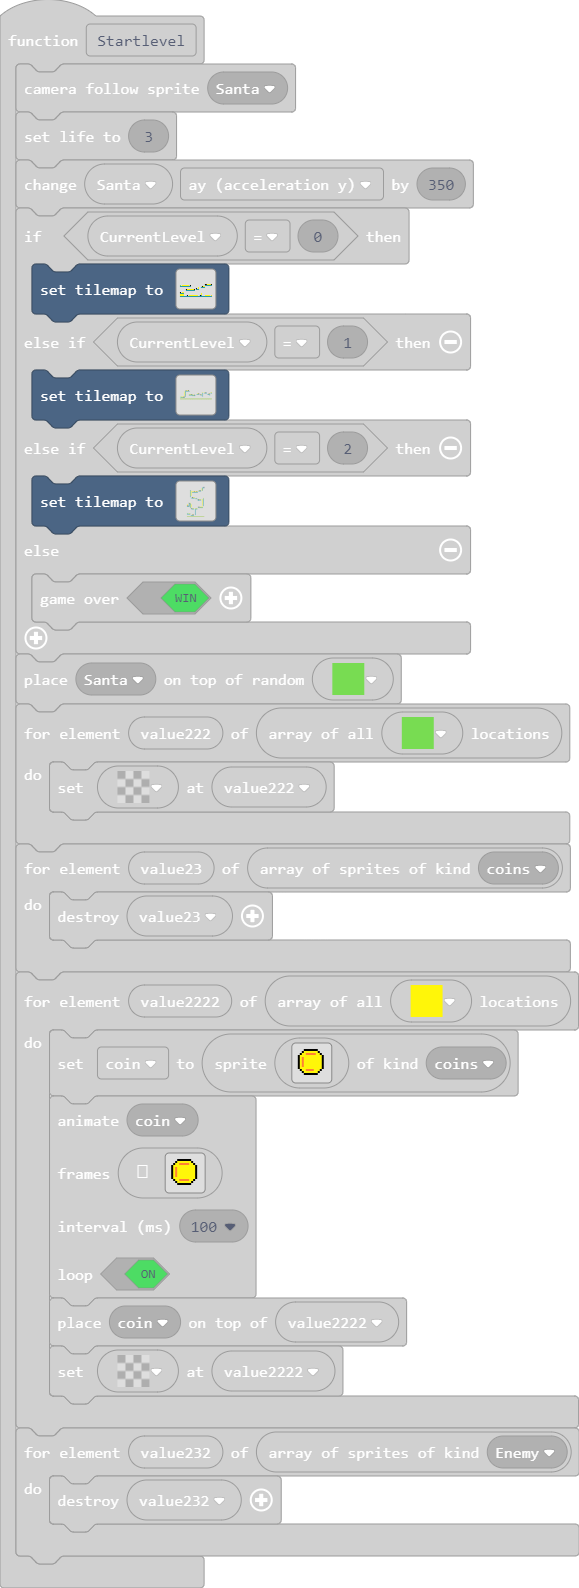 function Startlevel
camera follow sprite Santa
set life to 3
change Santa ay (acceleration y) by 350
if CurrentLevel = 0 then
set tilemap to
else if CurrentLevel = 1 then
set tilemap to
else if CurrentLevel = 2 then
set tilemap to
else
game over WIN
place Santa on top of random
for element value222 of array of all locations
do
set at value222
for element value23 of array of sprites of kind coins
do
destroy value23
for element value2222 of array of all locations
do
set coin to sprite of kind coins
animate coin
frames
interval (ms) 100
loop ON
place coin on top of value2222
set at value2222
for element value232 of array of sprites of kind Enemy
do
destroy value232